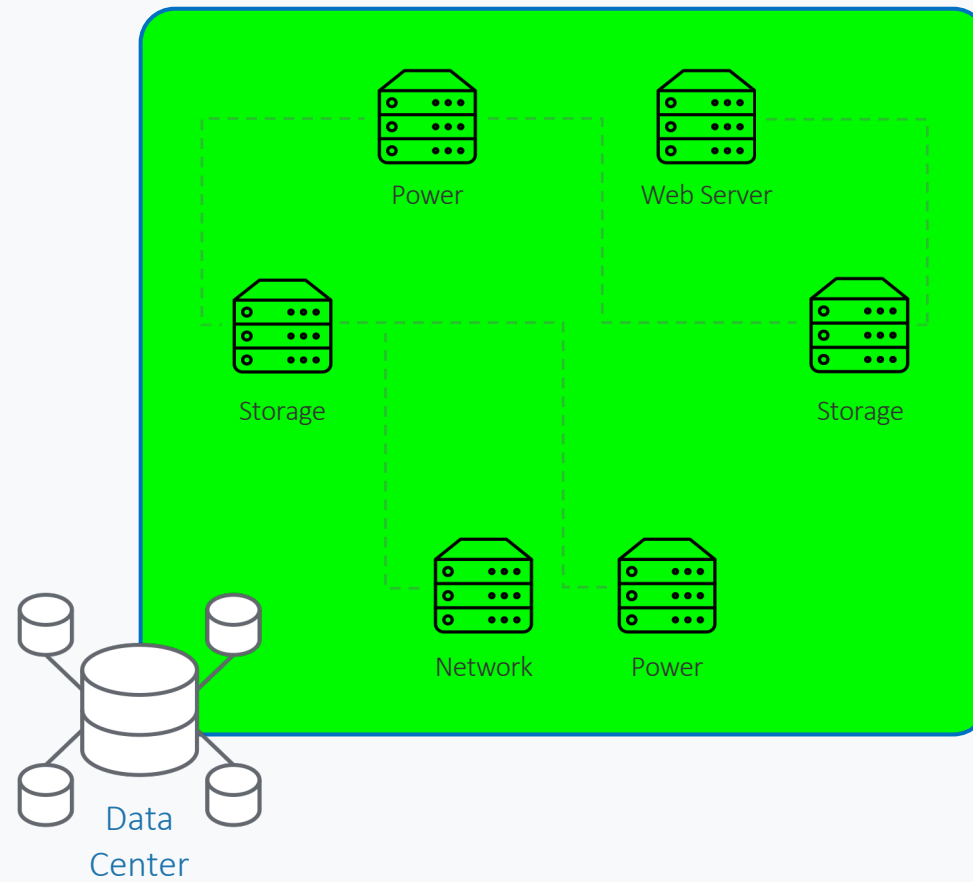 Power
Web Server
Storage
Storage
Network
Power
Data
Center